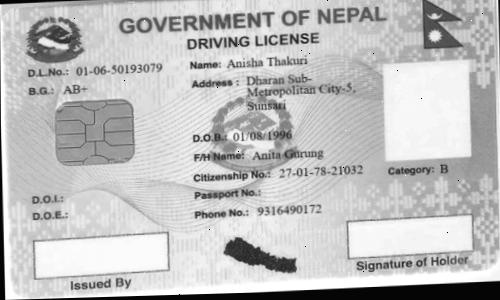 GOVERNMENT OF NEPAL
DRIVING LICENSE
D.L.No.: 01-06-50193079
B.G.: AB+
Name: Anisha Thakuri
Address : Dharan Sub-
Metropolitan City-5,
Sunsari
D.O.B.: 01/08/1996
F/H Name: Anita Gurung
Citizenship No.: 27-01-78-21032
Passport No.:
Phone No.: 9316490172
Category: B
D.O.I.:
D.O.E.:
Issued By
Signature of Holder